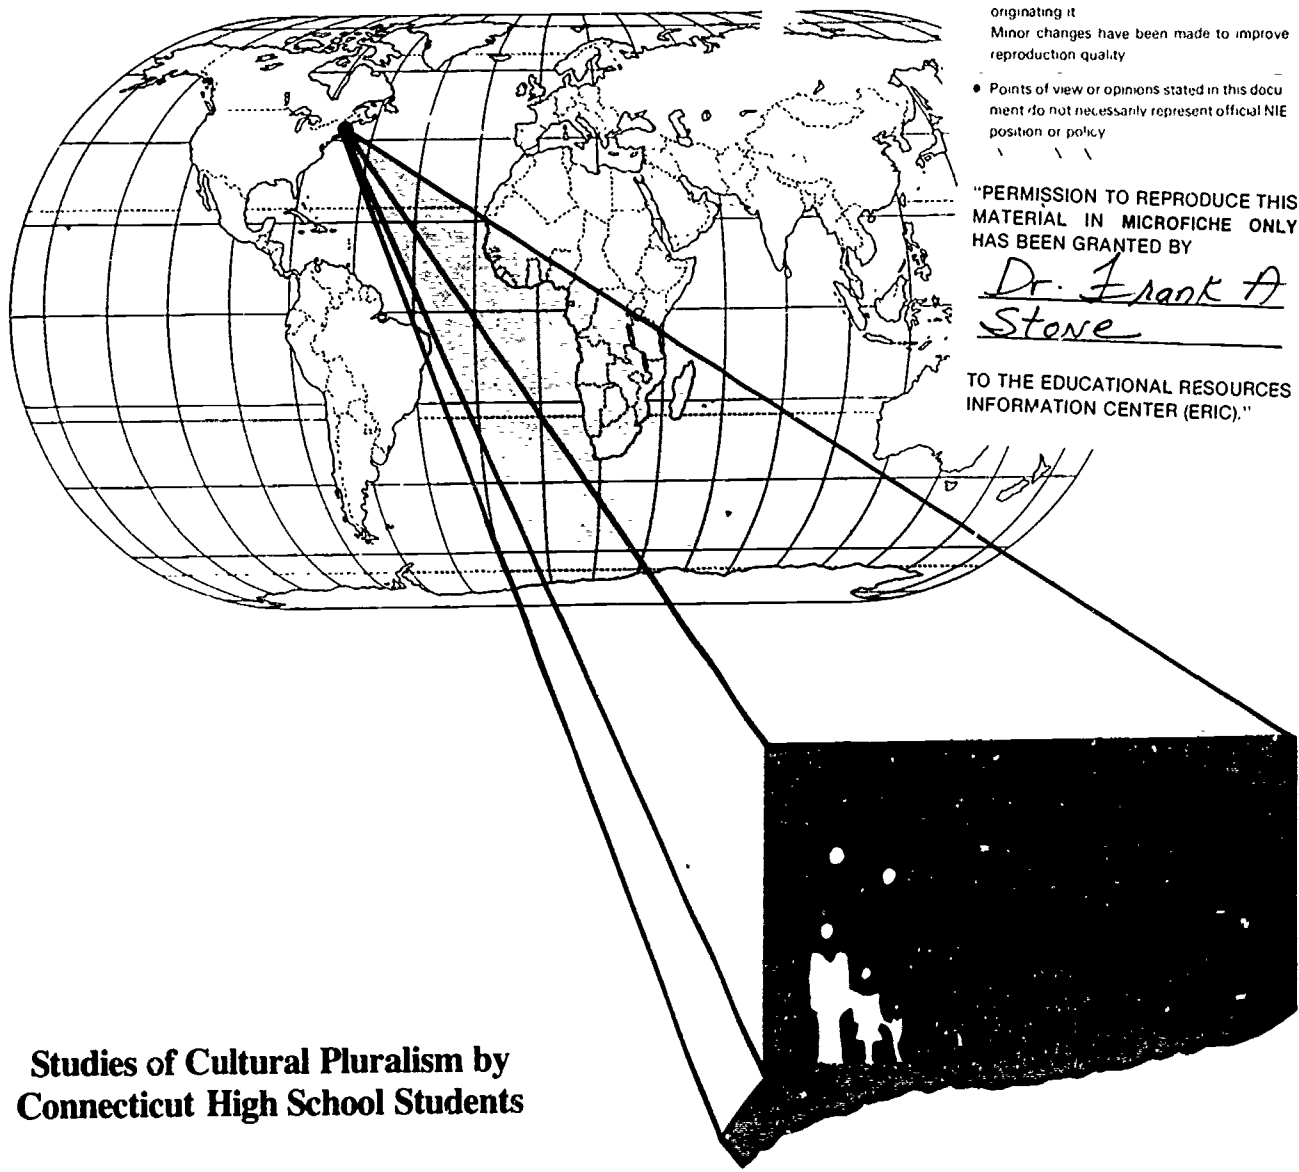 originating it
Minor changes have been made to improve
reproduction quality
● Points of view or opinions stated in this docu
ment do not necessarily represent official NIE
position or policy
"PERMISSION TO REPRODUCE THIS
MATERIAL IN MICROFICHE ONLY
HAS BEEN GRANTED BY
Dr. Frank A
Stone
TO THE EDUCATIONAL RESOURCES
INFORMATION CENTER (ERIC)."
Studies of Cultural Pluralism by
Connecticut High School Students